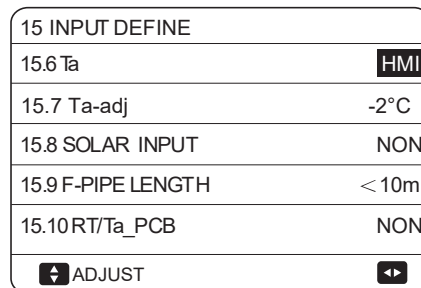 15 INPUT DEFINE
15.6 Ta HMI
15.7 Ta-adj -2°C
15.8 SOLAR INPUT NON
15.9 F-PIPE LENGTH <10m
15.10 RT/Ta_PCB NON
ADJUST